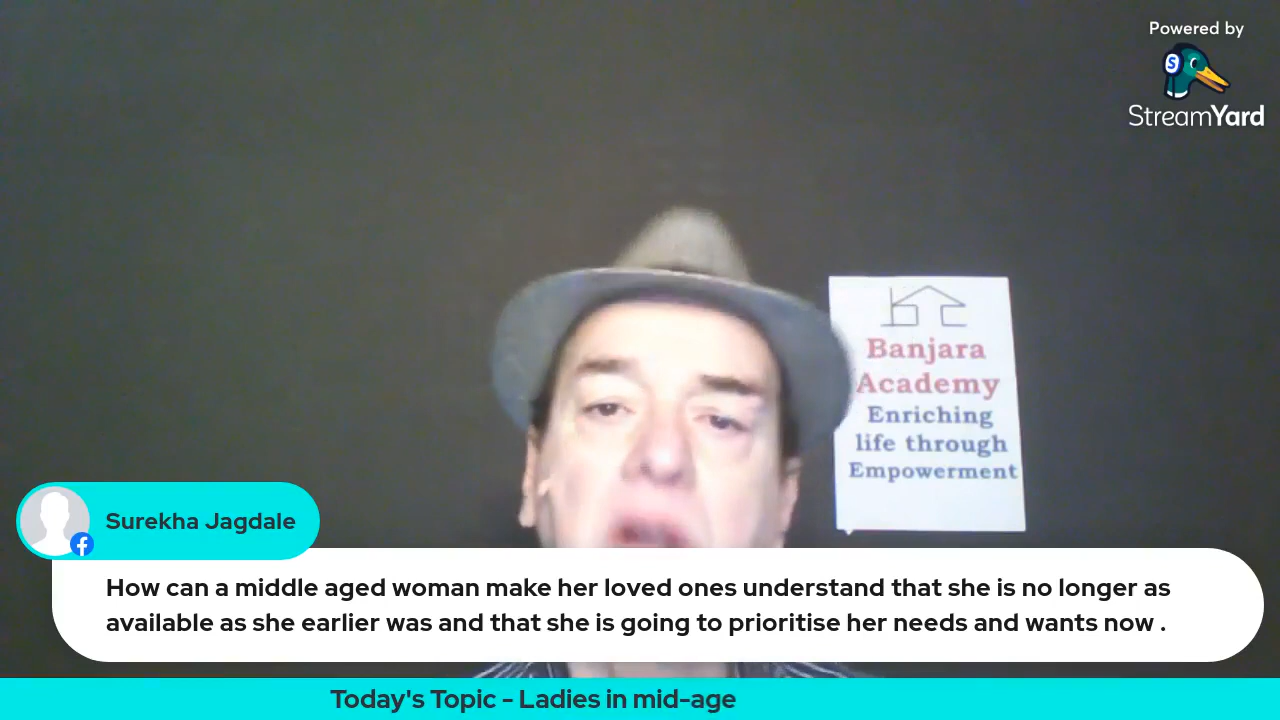 Powered by
S
StreamYard
Banjara
Academy
Enriching
life through
Empowerment
Surekha Jagdale
How can a middle aged woman make her loved ones understand that she is no longer as
available as she earlier was and that she is going to prioritise her needs and wants now .
Today's Topic - Ladies in mid-age